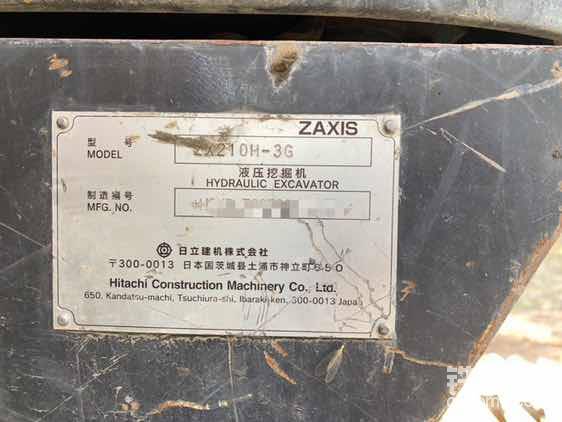 ZAXIS
型 号
MODEL
ZX210H-3G
液压挖掘机
HYDRAULIC EXCAVATOR
制造编号
MFG. NO.
日立建机株式会社
〒300-0013 日本国茨城县土浦市神立町650
Hitachi Construction Machinery Co., Ltd.
650, Kandatsu-machi, Tsuchiura-shi, Ibaraki-ken, 300-0013 Japan